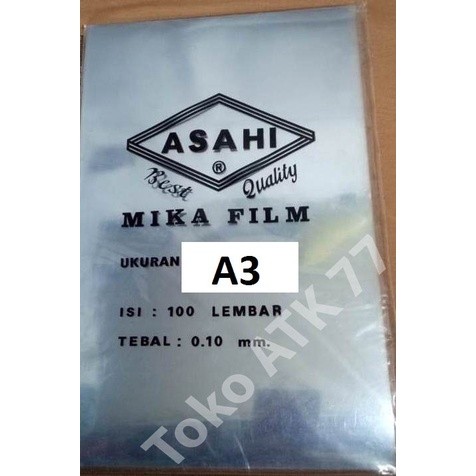 ASAHI
®
Best Quality
MIKA FILM
UKURAN A3
ISI : 100 LEMBAR
TEBAL : 0.10 mm.
Toko ATK 77